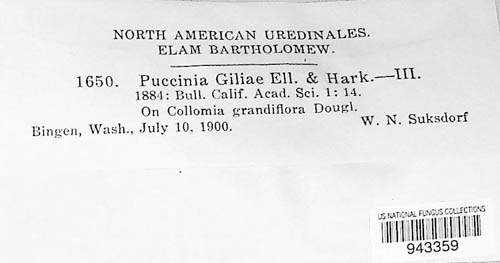 NORTH AMERICAN UREDINALES.
ELAM BARTHOLOMEW.
1650. Puccinia Giliae Ell. & Hark.—III.
1884: Bull. Calif. Acad. Sci. 1: 14.
On Collomia grandiflora Dougl.
Bingen, Wash., July 10, 1900. W. N. Suksdorf
US NATIONAL FUNGUS COLLECTIONS
943359